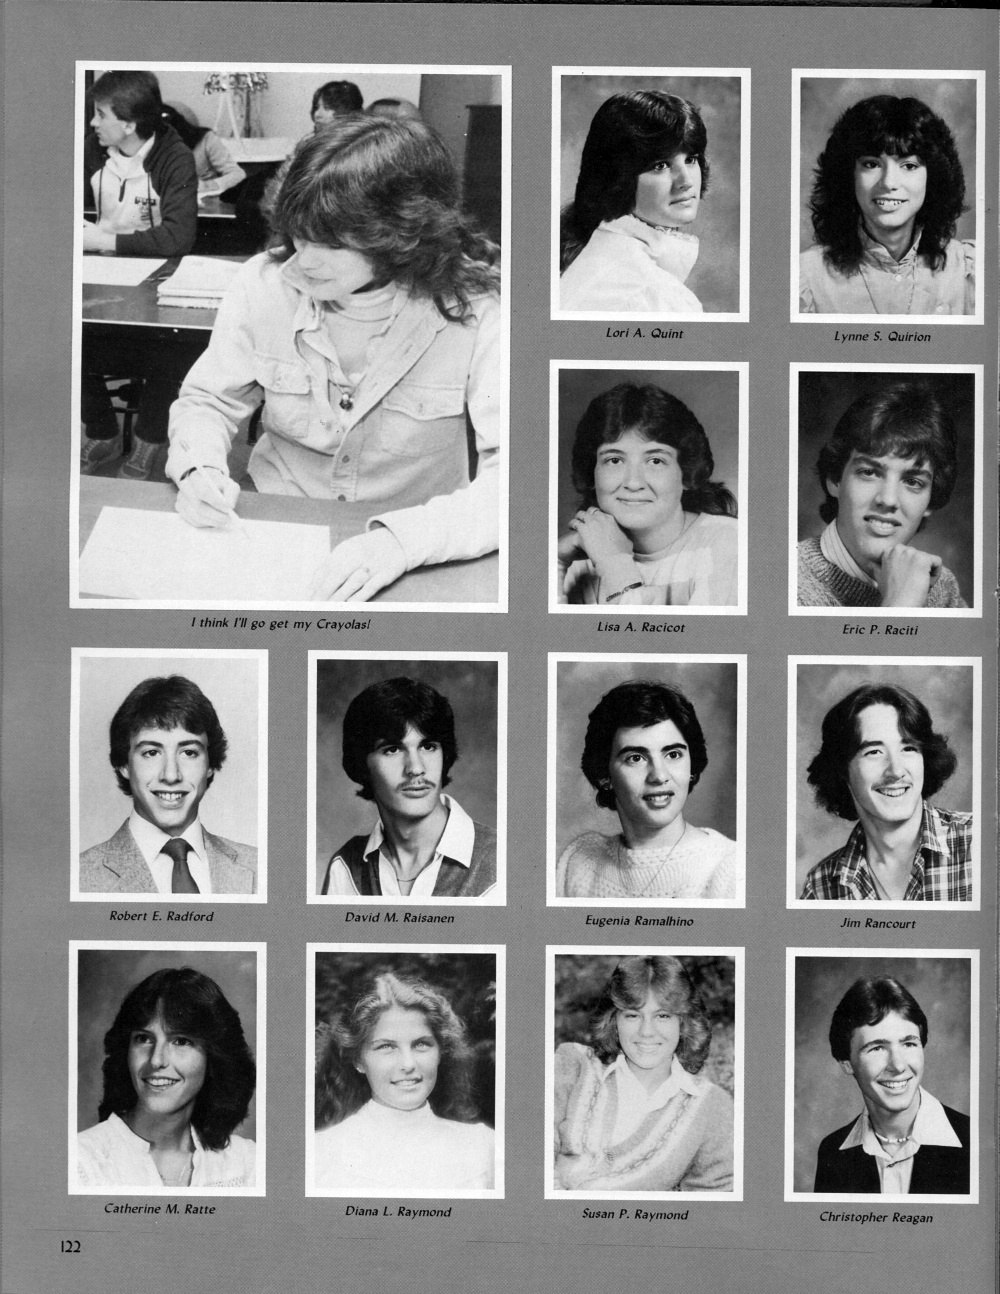 Lori A. Quint
Lynne S. Quirion
I think I'll go get my Crayolas!
Lisa A. Racicot
Eric P. Raciti
Robert E. Radford
David M. Raisanen
Eugenia Ramalhino
Jim Rancourt
Catherine M. Ratte
Diana L. Raymond
Susan P. Raymond
Christopher Reagan
122